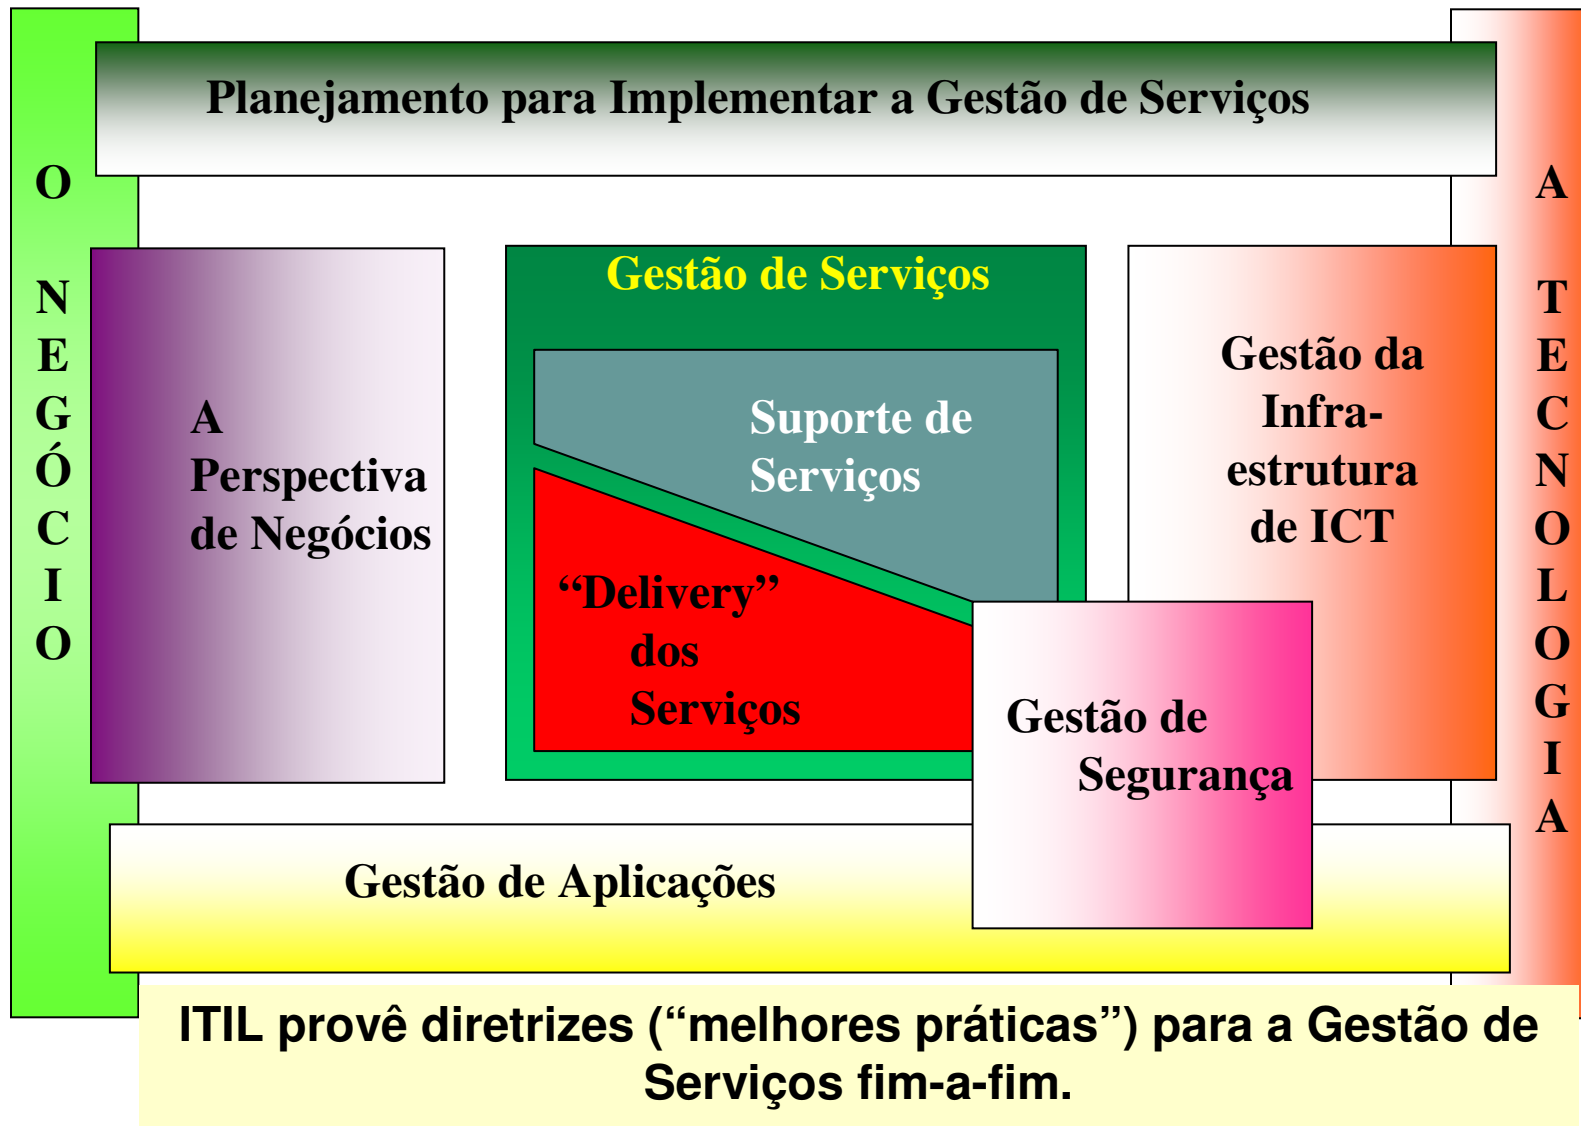 Planejamento para Implementar a Gestão de Serviços
O NEGÓCIO
A
Perspectiva
de Negócios
Gestão de Serviços
Suporte de
Serviços
“Delivery”
dos
Serviços
Gestão da
Infra-
estrutura
de ICT
Gestão de
Segurança
A TECNOLOGIA
Gestão de Aplicações
ITIL provê diretrizes (“melhores práticas”) para a Gestão de
Serviços fim-a-fim.